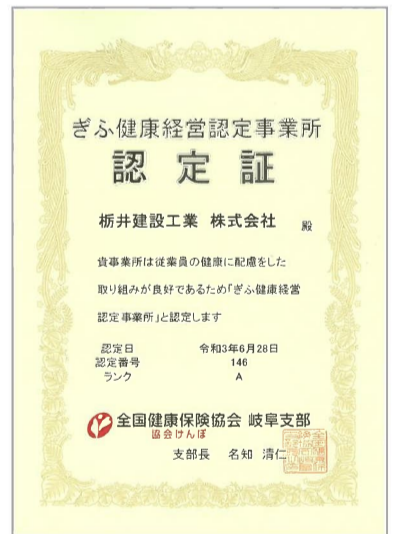 ぎふ健康経営認定事業所
認定証
栃井建設工業 株式会社 殿
貴事業所は従業員の健康に配慮をした
取り組みが良好であるため「ぎふ健康経営
認定事業所」と認定します
認定日 令和3年6月28日
認定番号 146
ランク A
全国健康保険協会 岐阜支部
協会けんぽ
支部長 名知 清仁